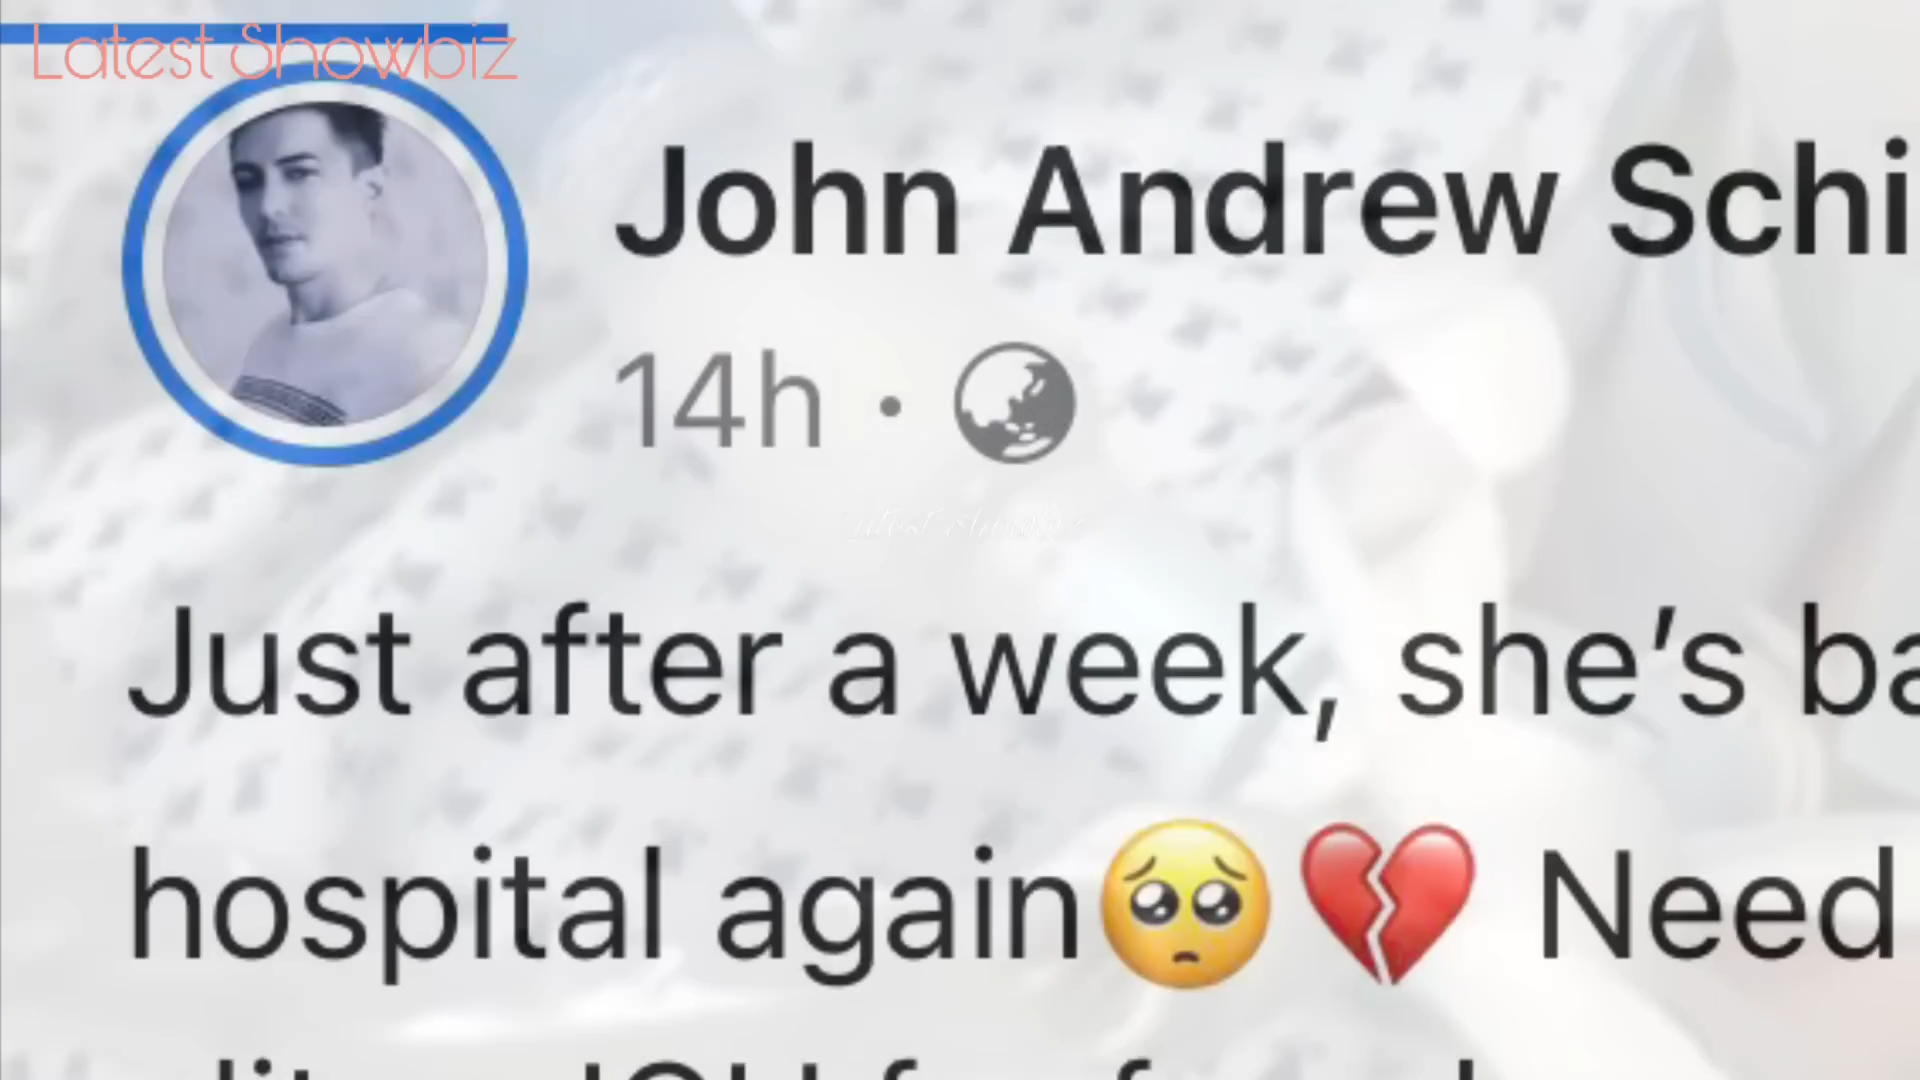 Latest Showbiz
John Andrew Schi
14h ·
Just after a week, she’s ba
hospital again🥺💔 Need